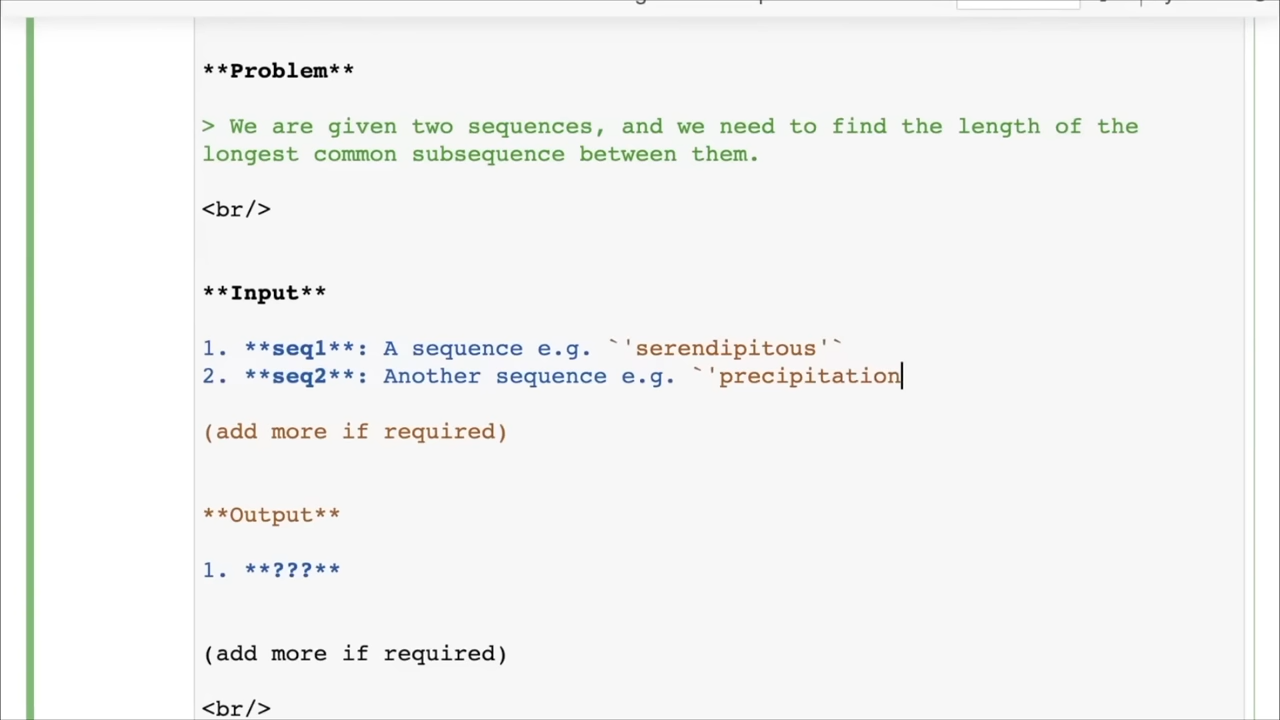 **Problem**
> We are given two sequences, and we need to find the length of the
longest common subsequence between them.
<br/>
**Input**
1. **seq1**: A sequence e.g. `'serendipitous'`
2. **seq2**: Another sequence e.g. `'precipitation
(add more if required)
**Output**
1. **???**
(add more if required)
<br/>